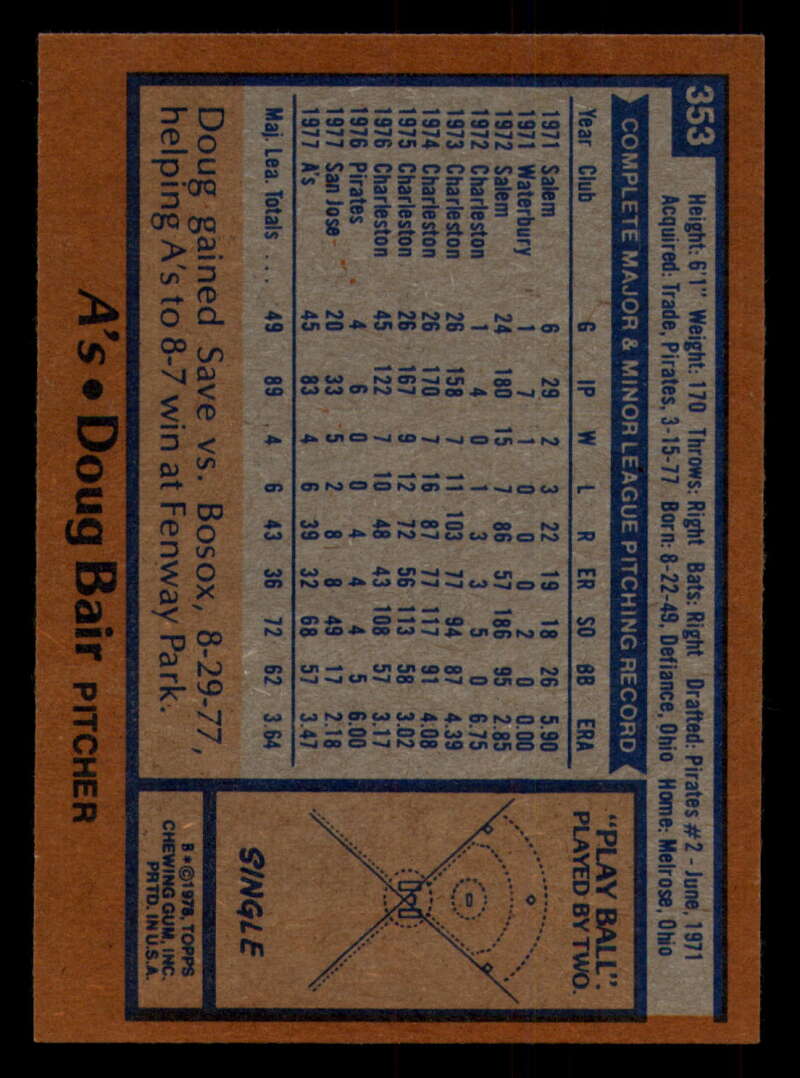 353
Height: 6'1" Weight: 170 Throws: Right Bats: Right Drafted: Pirates #2 - June, 1971
Acquired: Trade, Pirates, 3-15-77 Born: 8-22-49, Defiance, Ohio Home: Melrose, Ohio
COMPLETE MAJOR & MINOR LEAGUE PITCHING RECORD
Year Club G IP W L R ER SO BB ERA
1971 Salem 6 29 2 3 22 19 18 26 5.90
1971 Waterbury 1 7 1 0 0 0 2 0 0.00
1972 Salem 24 180 15 7 86 57 186 95 2.85
1972 Charleston 1 4 0 1 3 3 5 0 6.75
1973 Charleston 26 158 7 11 103 77 94 87 4.39
1974 Charleston 26 170 7 16 87 77 117 91 4.08
1975 Charleston 26 167 9 12 72 56 113 58 3.02
1976 Charleston 45 122 7 10 48 43 108 57 3.17
1976 Pirates 4 6 0 0 4 4 4 5 6.00
1977 San Jose 20 33 5 2 8 8 49 17 2.18
1977 A's 45 83 4 6 39 32 68 57 3.47
Maj. Lea. Totals .... 49 89 4 6 43 36 72 62 3.64
Doug gained Save vs. Bosox, 8-29-77,
helping A's to 8-7 win at Fenway Park.
"PLAY BALL".
PLAYED BY TWO.
SINGLE
B*©1978, TOPPS
CHEWING GUM, INC.
PRTD. IN U.S.A.
A's • Doug Bair PITCHER